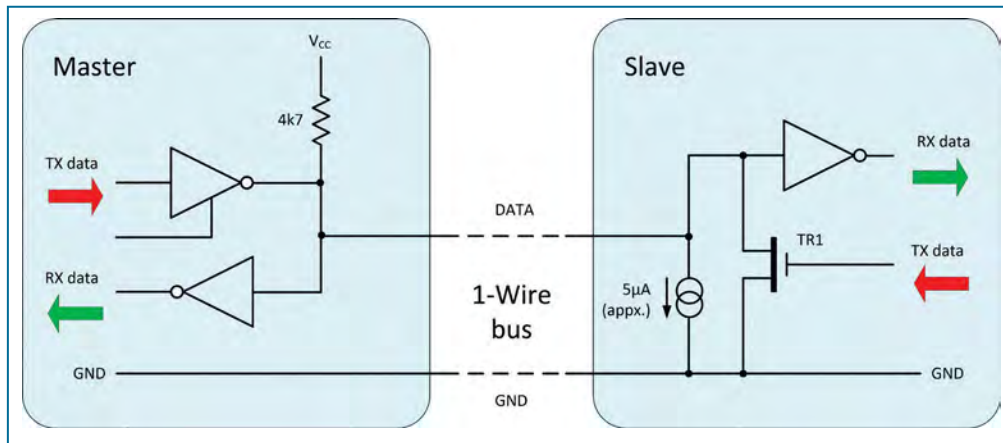 Master
V_CC
4k7
TX data
RX data
GND
DATA
1-Wire
bus
GND
Slave
RX data
TR1
TX data
5µA
(appx.)
GND